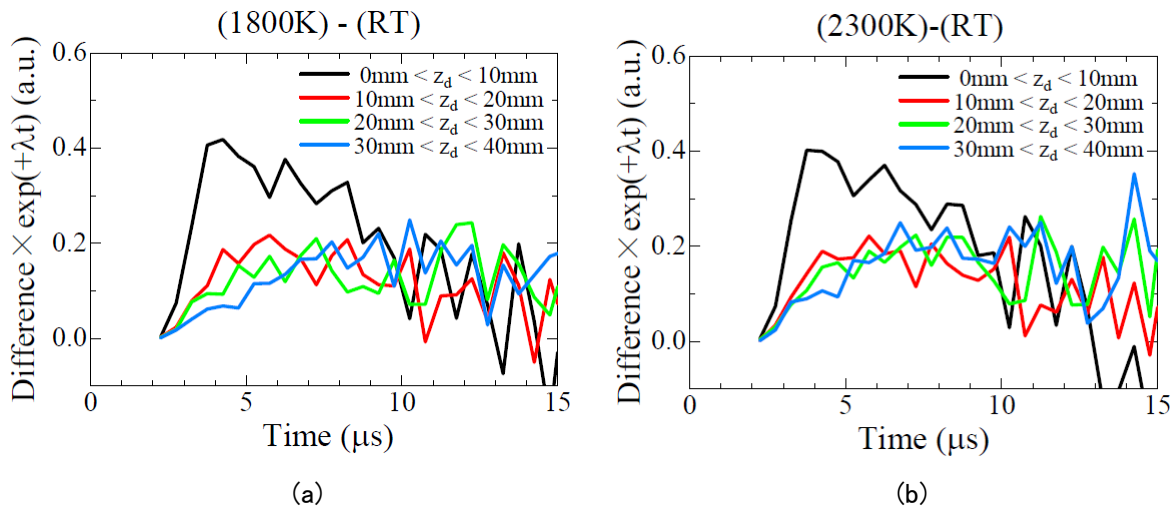 (1800K) - (RT)
Difference × exp(+λt) (a.u.)
0.6
0.4
0.2
0.0
0mm < z_d < 10mm
10mm < z_d < 20mm
20mm < z_d < 30mm
30mm < z_d < 40mm
0
5
10
15
Time (μs)
(a)
(2300K)-(RT)
Difference × exp(+λt) (a.u.)
0.6
0.4
0.2
0.0
0mm < z_d < 10mm
10mm < z_d < 20mm
20mm < z_d < 30mm
30mm < z_d < 40mm
0
5
10
15
Time (μs)
(b)